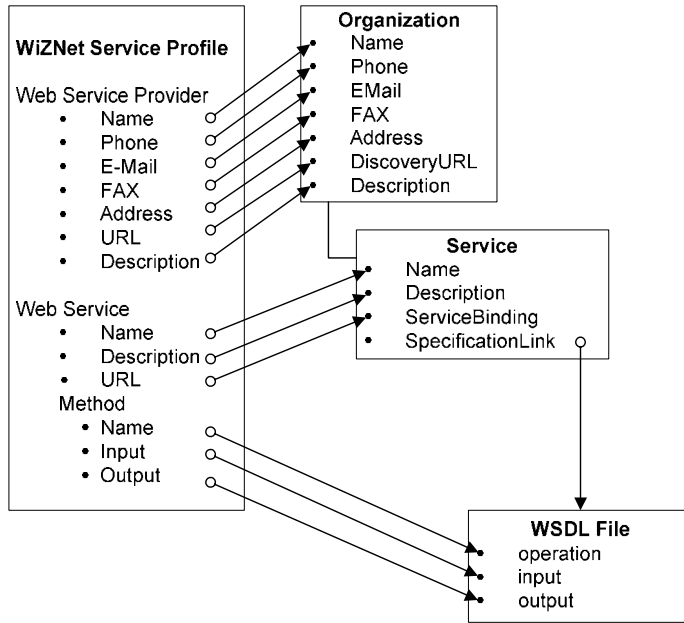 WiZNet Service Profile
Web Service Provider
• Name
• Phone
• E-Mail
• FAX
• Address
• URL
• Description
Web Service
• Name
• Description
• URL
Method
• Name
• Input
• Output
Organization
• Name
• Phone
• EMail
• FAX
• Address
• DiscoveryURL
• Description
Service
• Name
• Description
• ServiceBinding
• SpecificationLink
WSDL File
• operation
• input
• output